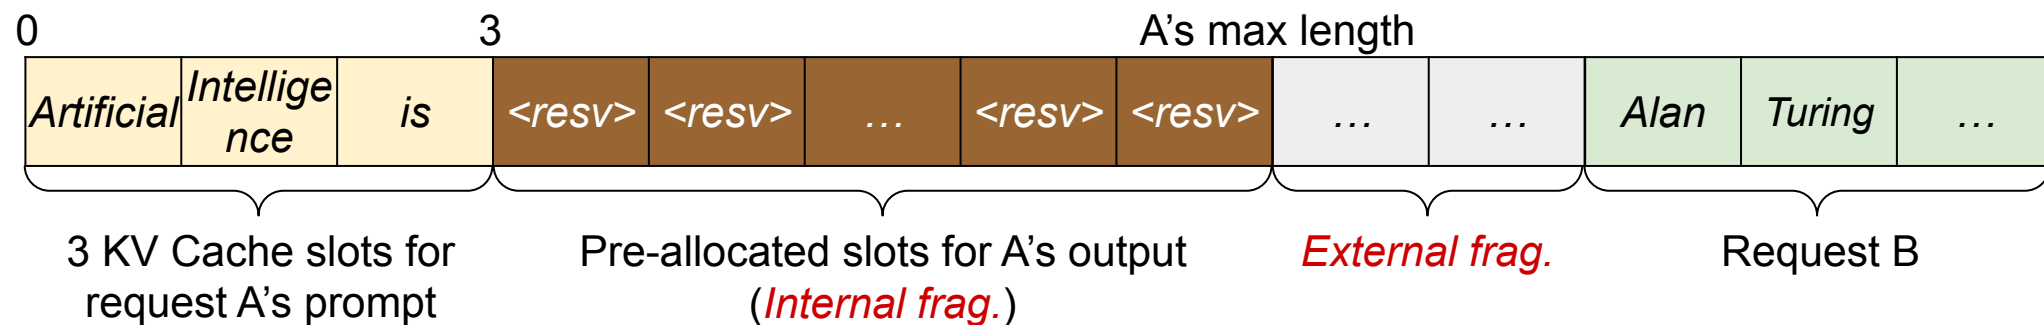 0 3 A's max length
Artificial Intellige nce is <resv> <resv> … <resv> <resv> … … Alan Turing …
3 KV Cache slots for
request A's prompt
Pre-allocated slots for A's output
(Internal frag.)
External frag.
Request B